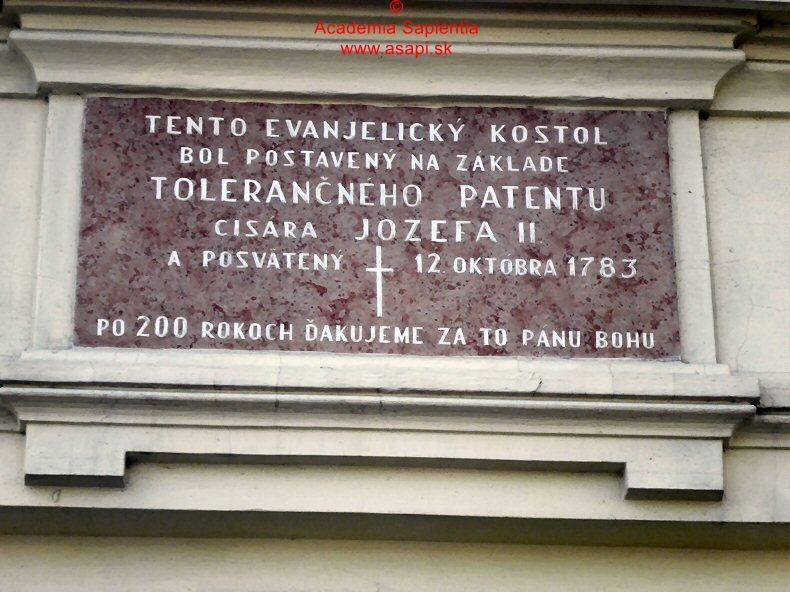 ©
Academia Sapientia
www.asapi.sk
TENTO EVANJELICKÝ KOSTOL
BOL POSTAVENÝ NA ZÁKLADE
TOLERANČNÉHO PATENTU
CISÁRA JOZEFA II
A POSVÄTENÝ 12. OKTÓBRA 1783
PO 200 ROKOCH ĎAKUJEME ZA TO PÁNU BOHU